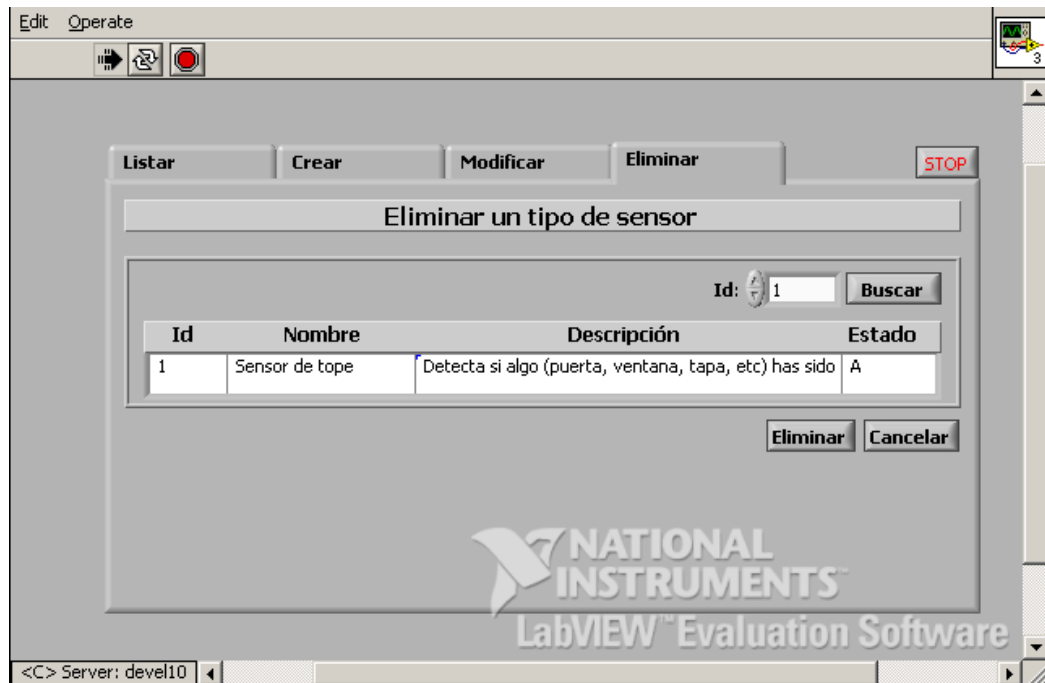 Edit Operate
3
Listar Crear Modificar Eliminar STOP
Eliminar un tipo de sensor
Id: 1 Buscar
Id Nombre Descripción Estado
1 Sensor de tope Detecta si algo (puerta, ventana, tapa, etc) has sido A
Eliminar Cancelar
NATIONAL
INSTRUMENTS™
LabVIEW™ Evaluation Software
<C> Server: devel10